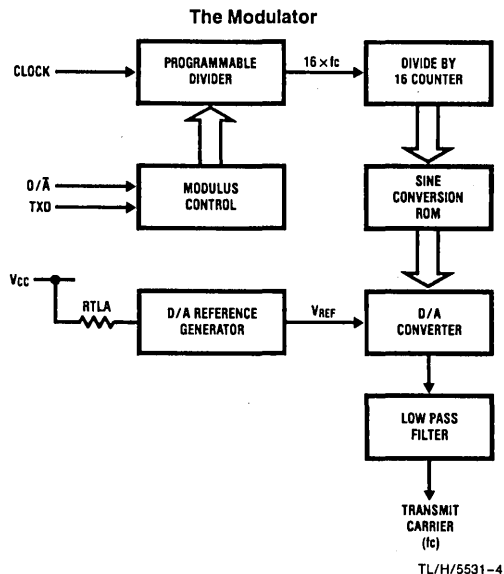 The Modulator
CLOCK
PROGRAMMABLE
DIVIDER
16 × fc
DIVIDE BY
16 COUNTER
O/A̅
TXD
MODULUS
CONTROL
SINE
CONVERSION
ROM
VCC
RTLA
D/A REFERENCE
GENERATOR
VREF
D/A
CONVERTER
LOW PASS
FILTER
TRANSMIT
CARRIER
(fc)
TL/H/5531–4